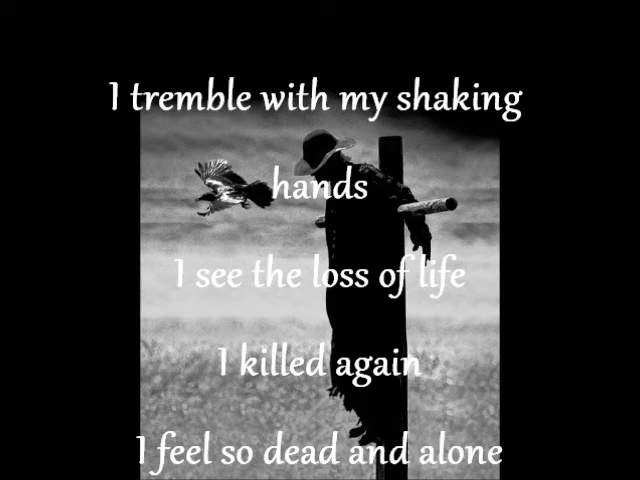 I tremble with my shaking
hands
I see the loss of life
I killed again
I feel so dead and alone